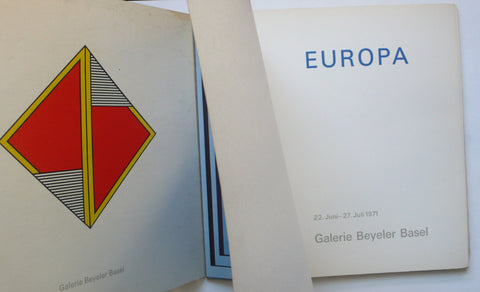 Galerie Beyeler Basel
EUROPA
22. Juni–27. Juli 1971
Galerie Beyeler Basel